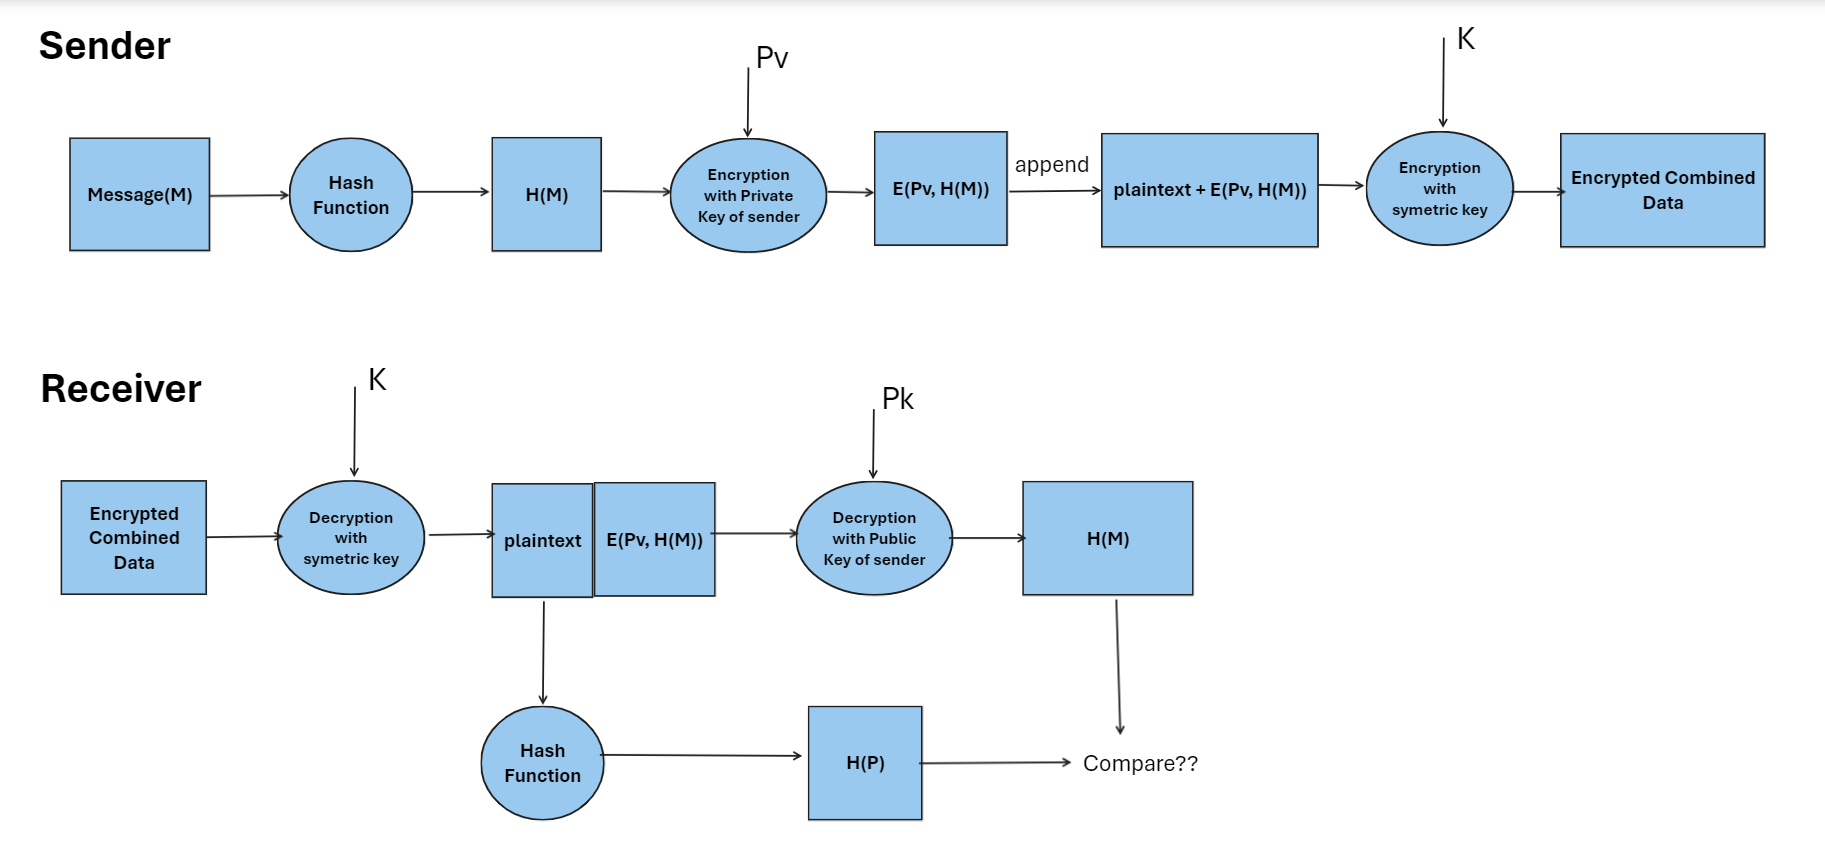 Sender
Pv
K
Message(M)
Hash
Function
H(M)
Encryption
with Private
Key of sender
E(Pv, H(M))
append
plaintext + E(Pv, H(M))
Encryption
with
symetric key
Encrypted Combined
Data
Receiver
K
Pk
Encrypted
Combined
Data
Decryption
with
symetric key
plaintext
E(Pv, H(M))
Decryption
with Public
Key of sender
H(M)
Hash
Function
H(P)
Compare??